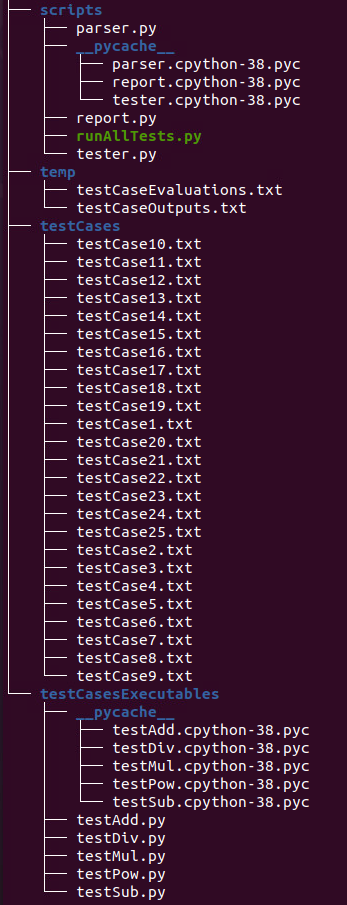 scripts
parser.py
__pycache__
parser.cpython-38.pyc
report.cpython-38.pyc
tester.cpython-38.pyc
report.py
runAllTests.py
tester.py
temp
testCaseEvaluations.txt
testCaseOutputs.txt
testCases
testCase10.txt
testCase11.txt
testCase12.txt
testCase13.txt
testCase14.txt
testCase15.txt
testCase16.txt
testCase17.txt
testCase18.txt
testCase19.txt
testCase1.txt
testCase20.txt
testCase21.txt
testCase22.txt
testCase23.txt
testCase24.txt
testCase25.txt
testCase2.txt
testCase3.txt
testCase4.txt
testCase5.txt
testCase6.txt
testCase7.txt
testCase8.txt
testCase9.txt
testCasesExecutables
__pycache__
testAdd.cpython-38.pyc
testDiv.cpython-38.pyc
testMul.cpython-38.pyc
testPow.cpython-38.pyc
testSub.cpython-38.pyc
testAdd.py
testDiv.py
testMul.py
testPow.py
testSub.py